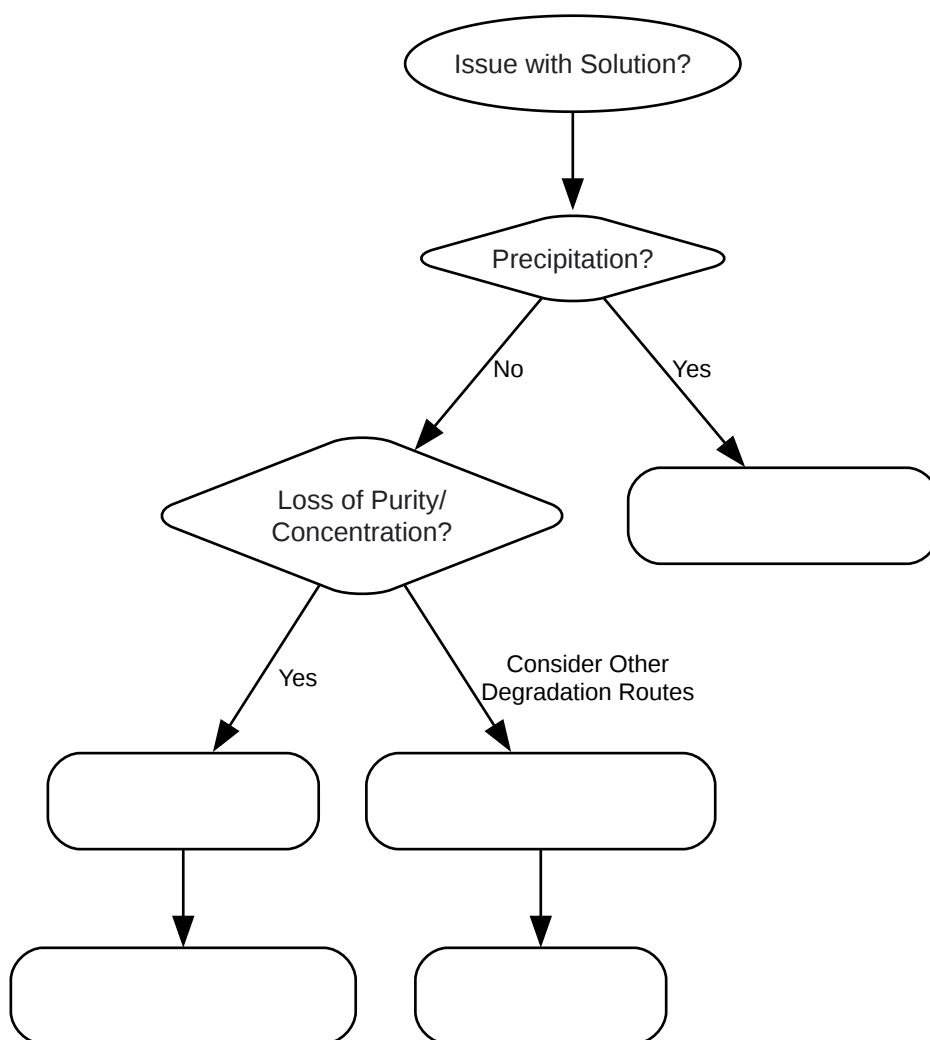 Issue with Solution?
Precipitation?
No
Yes
Loss of Purity/
Concentration?
Yes
Consider Other
Degradation Routes